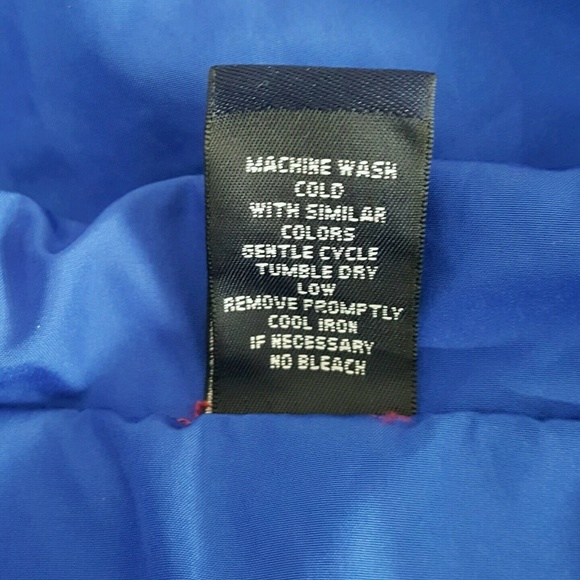 MACHINE WASH
COLD
WITH SIMILAR
COLORS
GENTLE CYCLE
TUMBLE DRY
LOW
REMOVE PROMPTLY
COOL IRON
IF NECESSARY
NO BLEACH